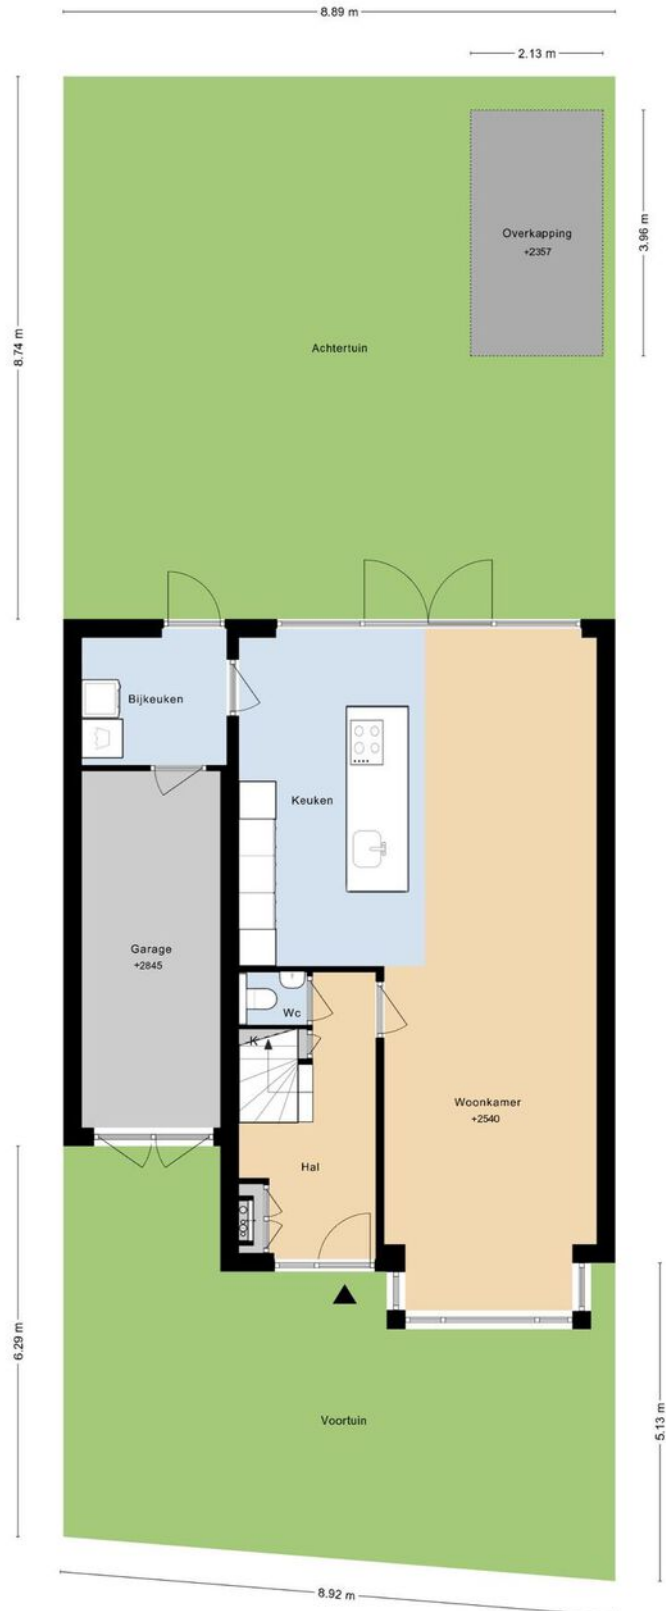 8.89 m
2.13 m
Overkapping
+2357
3.96 m
8.74 m
Achtertuin
Bijkeuken
Keuken
Garage
+2845
Wc
K
Woonkamer
+2540
Hal
6.29 m
5.13 m
Voortuin
8.92 m